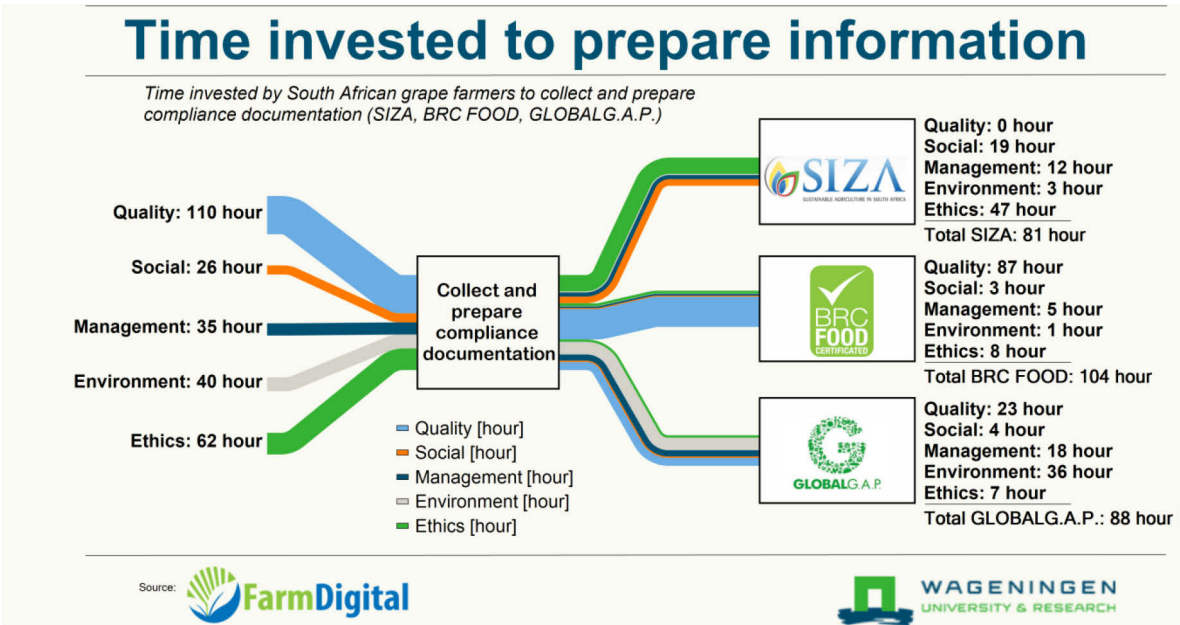 Time invested to prepare information
Time invested by South African grape farmers to collect and prepare
compliance documentation (SIZA, BRC FOOD, GLOBALG.A.P.)
Quality: 110 hour
Social: 26 hour
Management: 35 hour
Environment: 40 hour
Ethics: 62 hour
Collect and
prepare
compliance
documentation
Quality [hour]
Social [hour]
Management [hour]
Environment [hour]
Ethics [hour]
SIZA
SUSTAINABLE AGRICULTURE IN SOUTH AFRICA
Quality: 0 hour
Social: 19 hour
Management: 12 hour
Environment: 3 hour
Ethics: 47 hour
Total SIZA: 81 hour
BRC
FOOD
CERTIFICATED
Quality: 87 hour
Social: 3 hour
Management: 5 hour
Environment: 1 hour
Ethics: 8 hour
Total BRC FOOD: 104 hour
GLOBALG.A.P.
Quality: 23 hour
Social: 4 hour
Management: 18 hour
Environment: 36 hour
Ethics: 7 hour
Total GLOBALG.A.P.: 88 hour
Source:
FarmDigital
WAGENINGEN
UNIVERSITY & RESEARCH